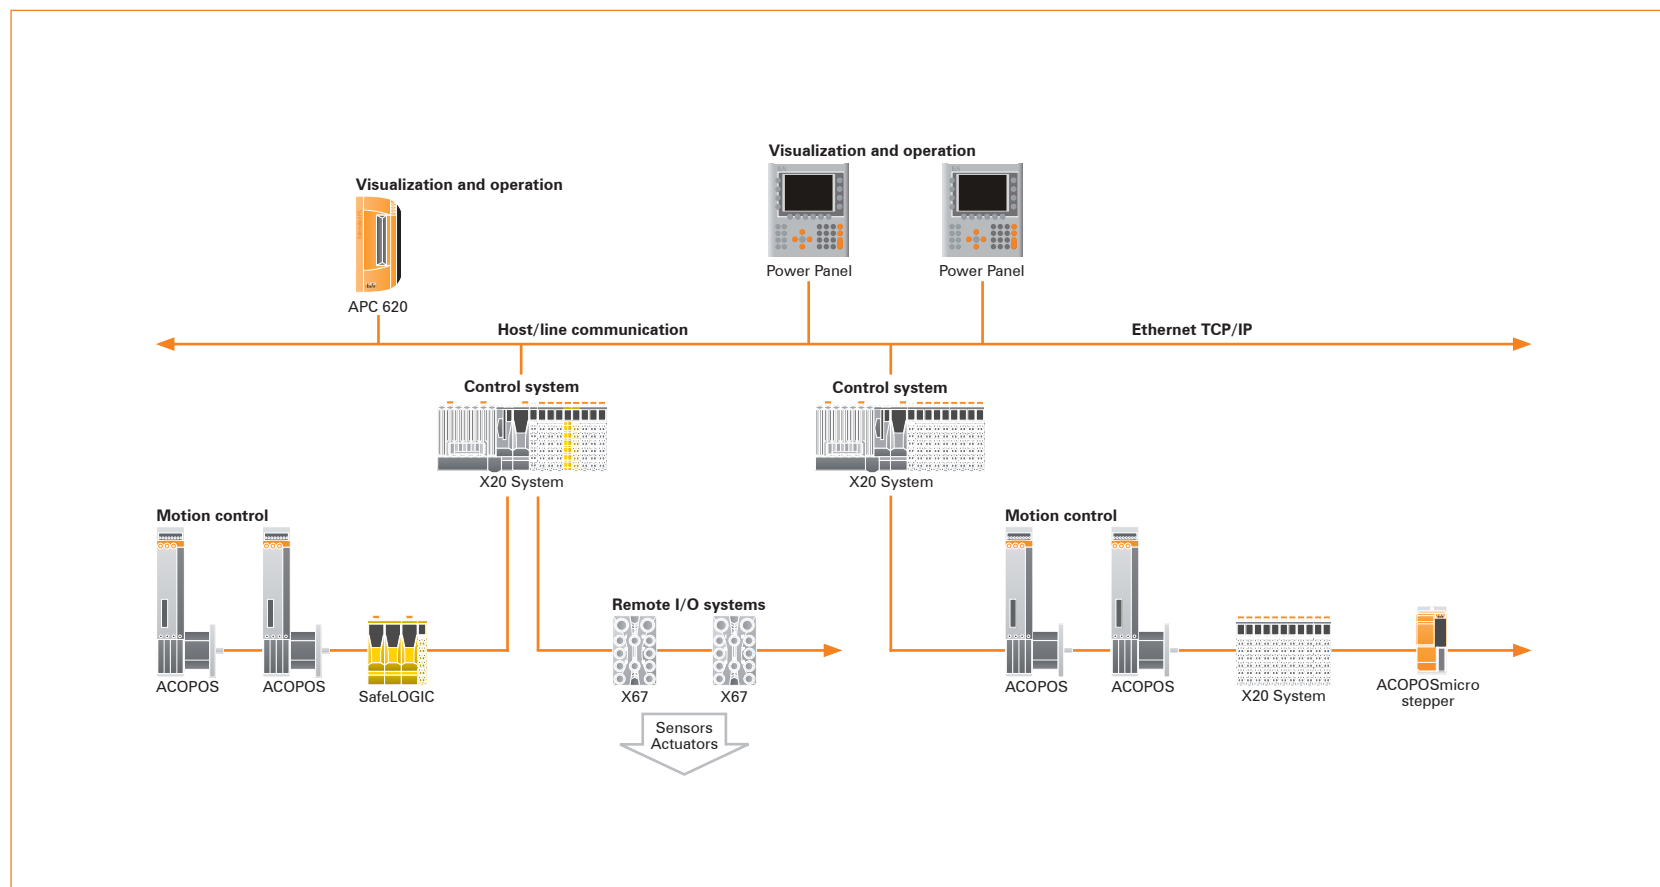 Visualization and operation
Visualization and operation
APC 620
Power Panel
Power Panel
Host/line communication
Ethernet TCP/IP
Control system
Control system
X20 System
X20 System
Motion control
Motion control
Remote I/O systems
ACOPOS
ACOPOS
SafeLOGIC
X67
X67
Sensors
Actuators
ACOPOS
ACOPOS
X20 System
ACOPOSmicro
stepper